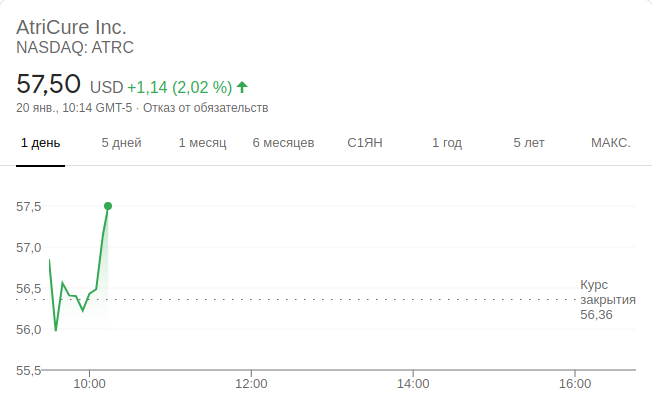 AtriCure Inc.
NASDAQ: ATRC
57,50 USD +1,14 (2,02 %)
20 янв., 10:14 GMT-5 · Отказ от обязательств
1 день 5 дней 1 месяц 6 месяцев С1ЯН 1 год 5 лет МАКС.
57,5
57,0
56,5
56,0
55,5
Курс
закрытия
56,36
10:00 12:00 14:00 16:00